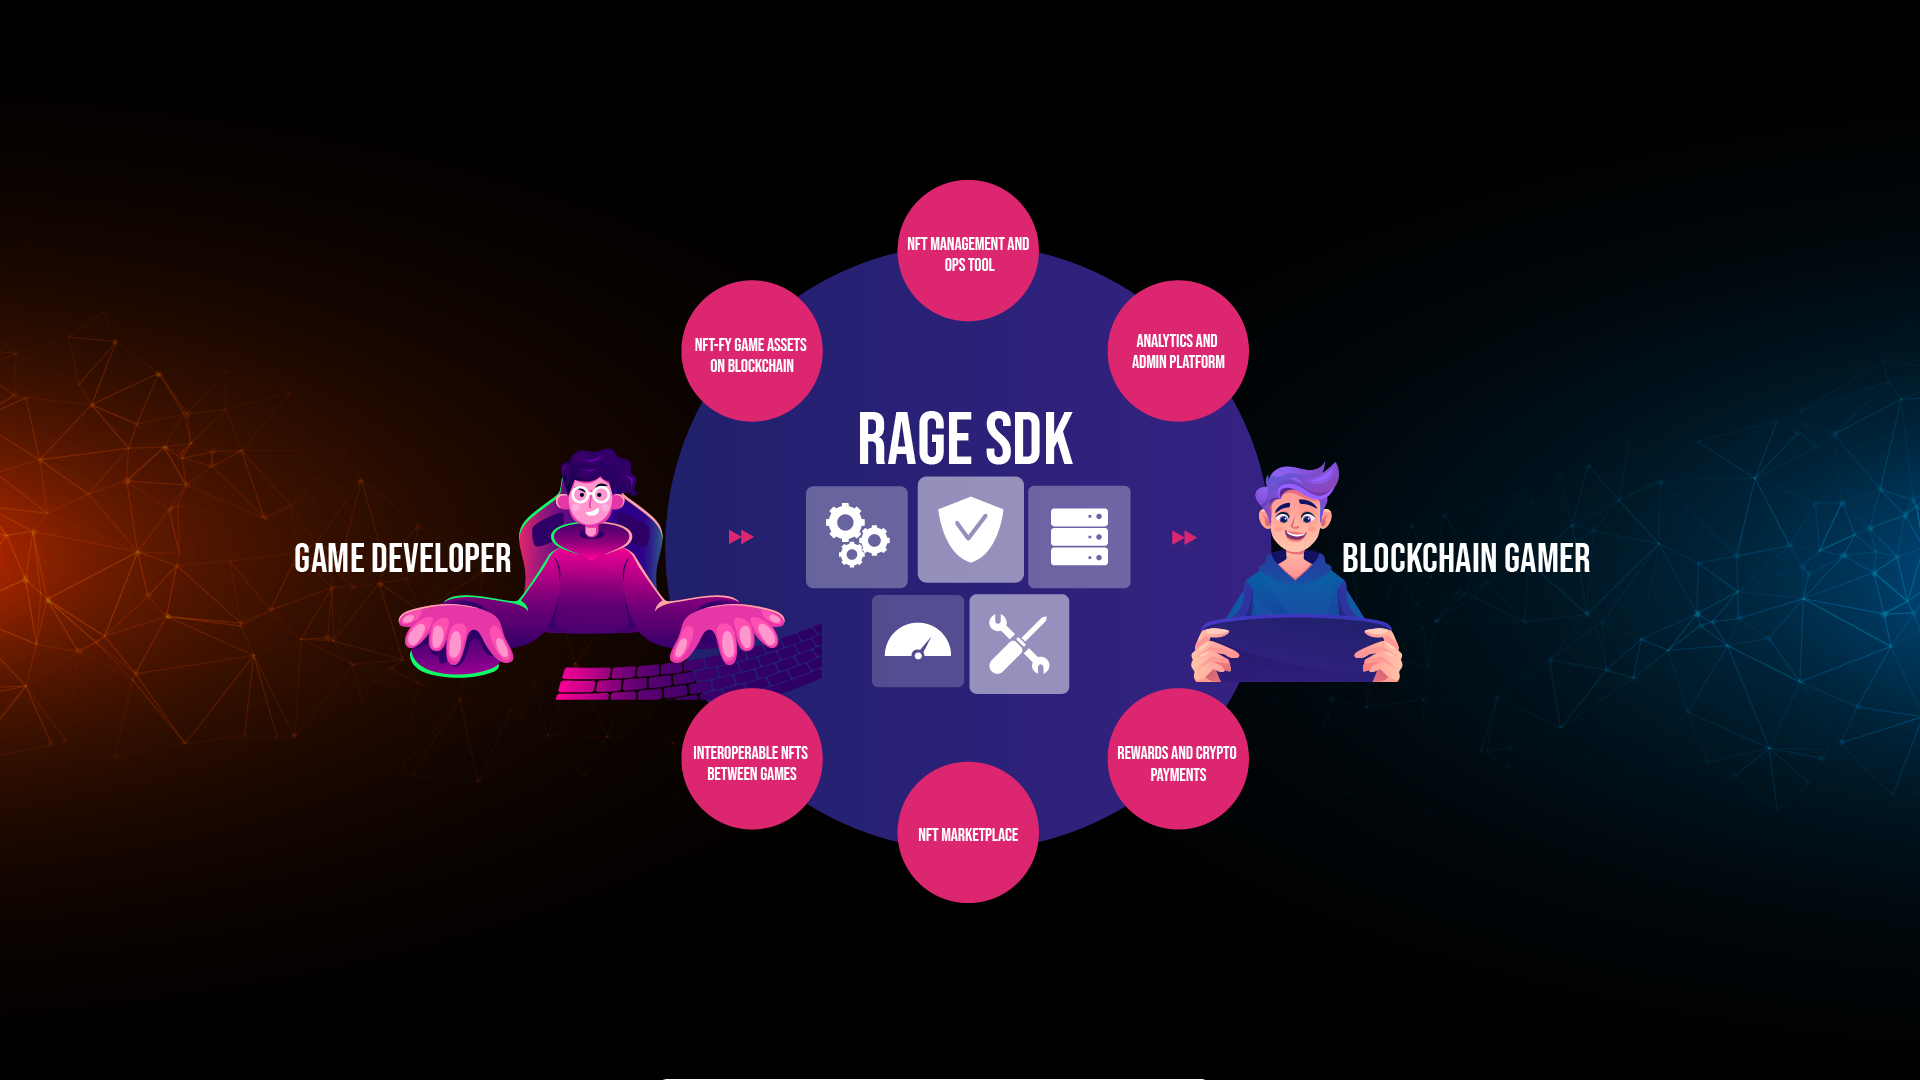 NFT MANAGEMENT AND
OPS TOOL
NFT-FY GAME ASSETS
ON BLOCKCHAIN
ANALYTICS AND
ADMIN PLATFORM
RAGE SDK
GAME DEVELOPER
BLOCKCHAIN GAMER
INTEROPERABLE NFTS
BETWEEN GAMES
REWARDS AND CRYPTO
PAYMENTS
NFT MARKETPLACE